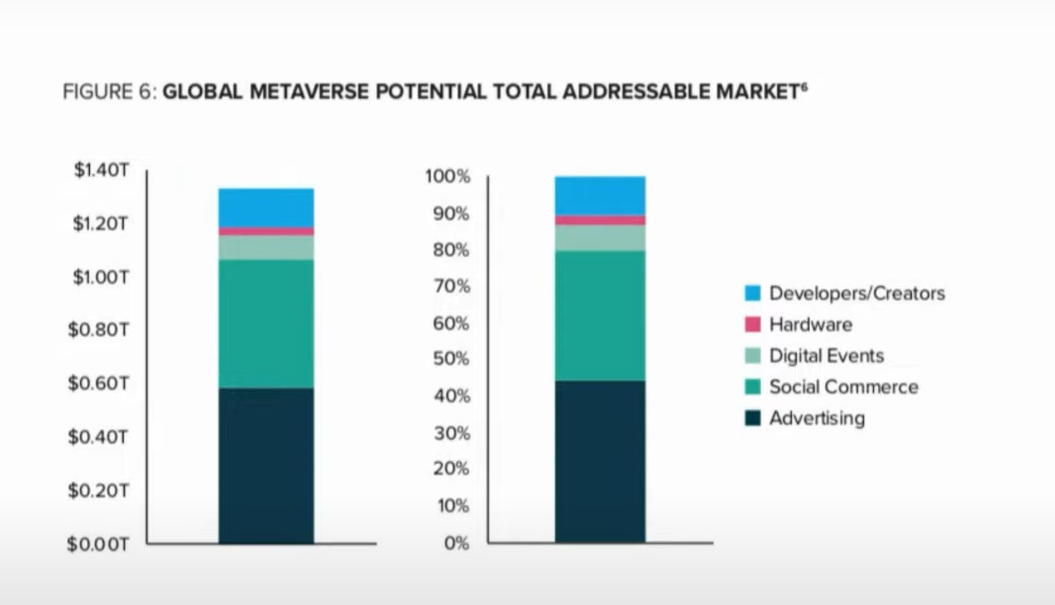 FIGURE 6: GLOBAL METAVERSE POTENTIAL TOTAL ADDRESSABLE MARKET⁶
$1.40T
$1.20T
$1.00T
$0.80T
$0.60T
$0.40T
$0.20T
$0.00T
100%
90%
80%
70%
60%
50%
40%
30%
20%
10%
0%
Developers/Creators
Hardware
Digital Events
Social Commerce
Advertising